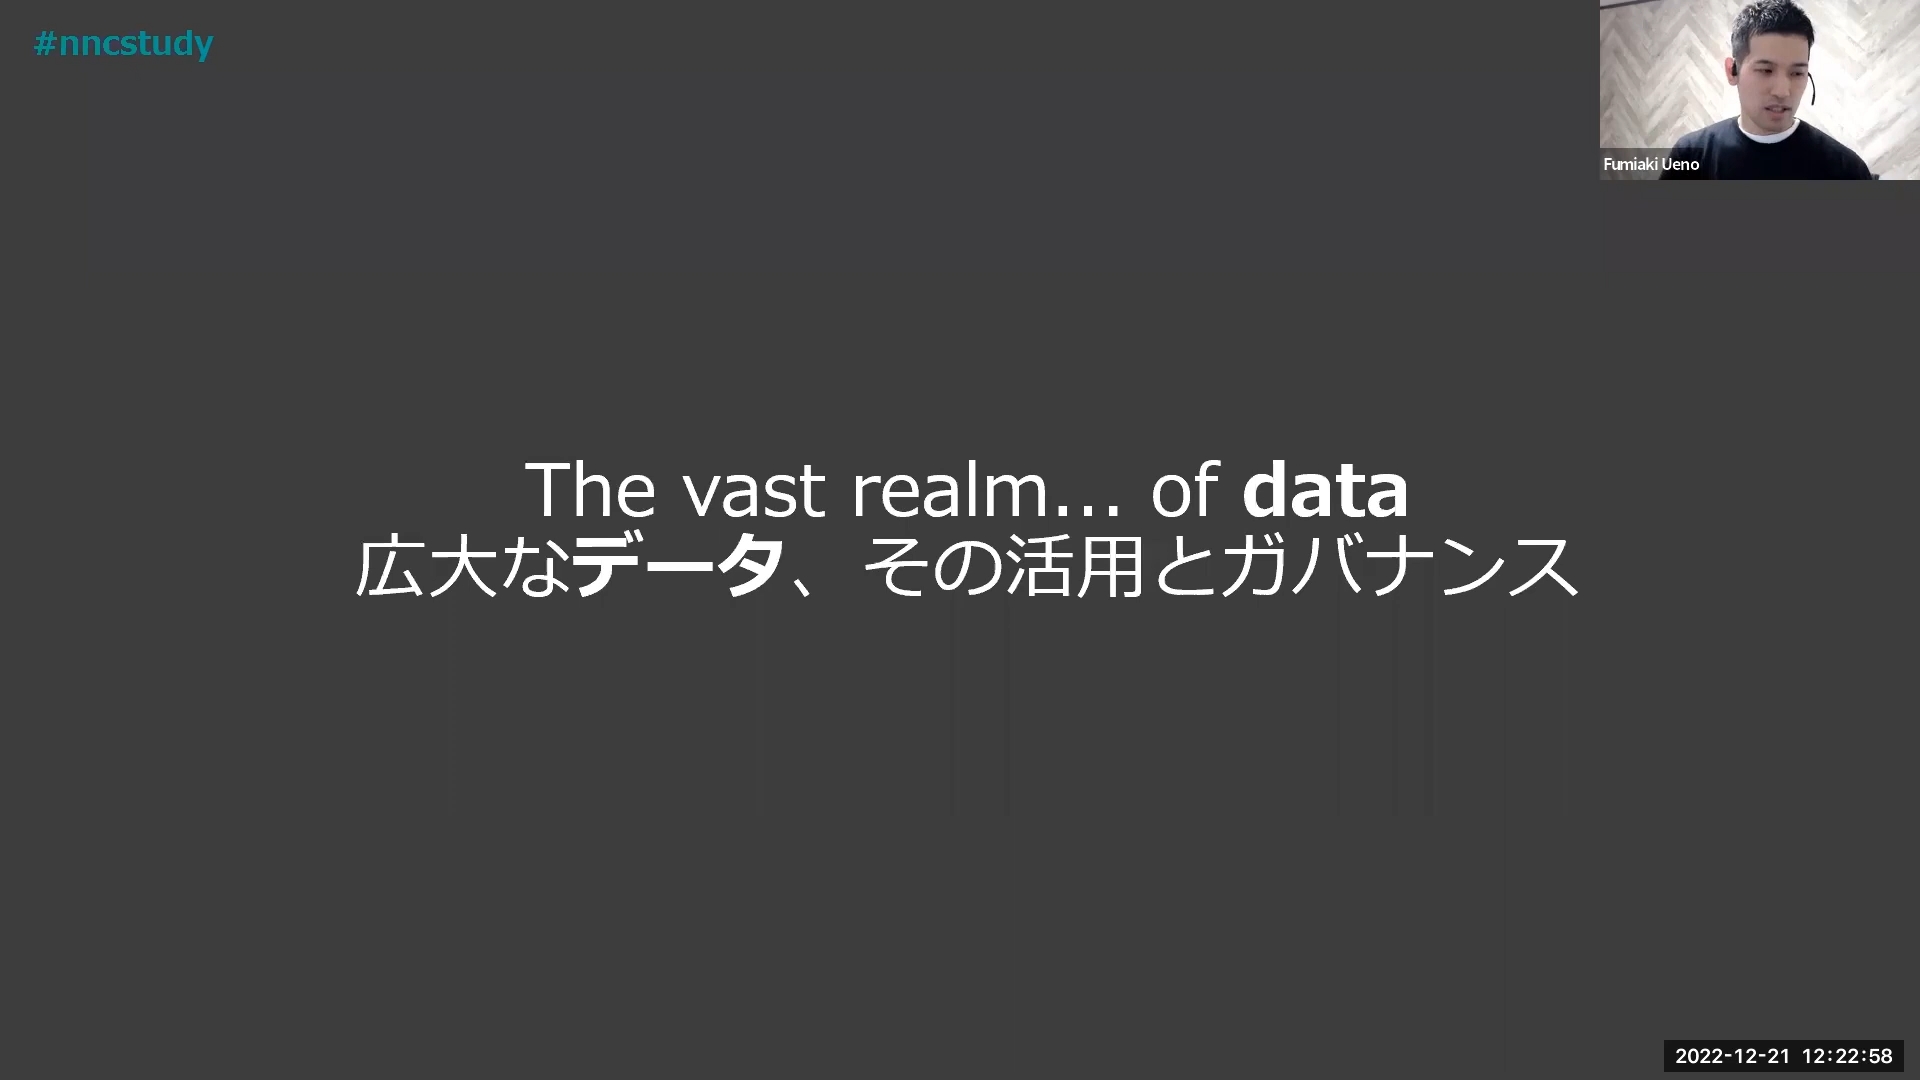 #nncstudy
Fumiaki Ueno
The vast realm... of data
広大なデータ、その活用とガバナンス
2022-12-21 12:22:58